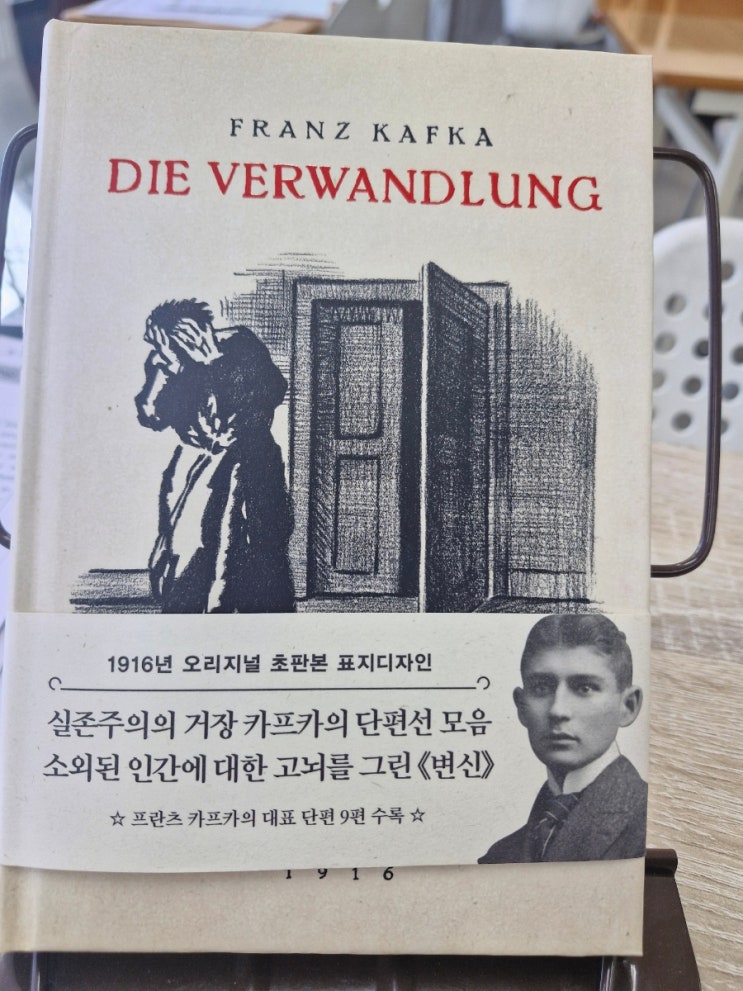 FRANZ KAFKA
DIE VERWANDLUNG
1916년 오리지널 초판본 표지디자인
실존주의의 거장 카프카의 단편선 모음
소외된 인간에 대한 고뇌를 그린 《변신》
☆ 프란츠 카프카의 대표 단편 9편 수록 ☆
1916